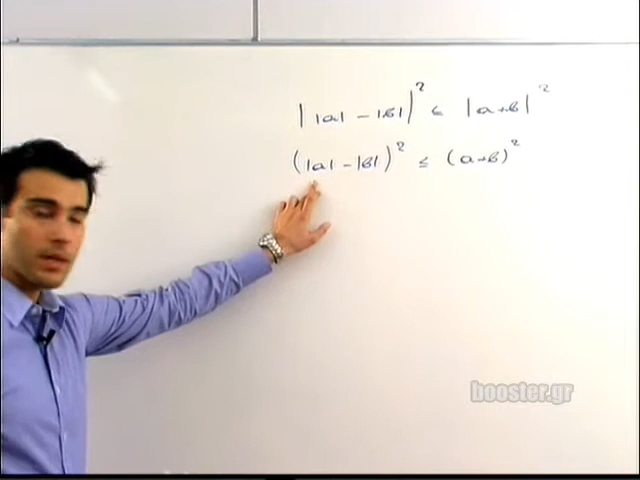 ||a| - |β||² ≤ |a+β|²
(|a| - |β|)² ≤ (a+β)²
booster.gr